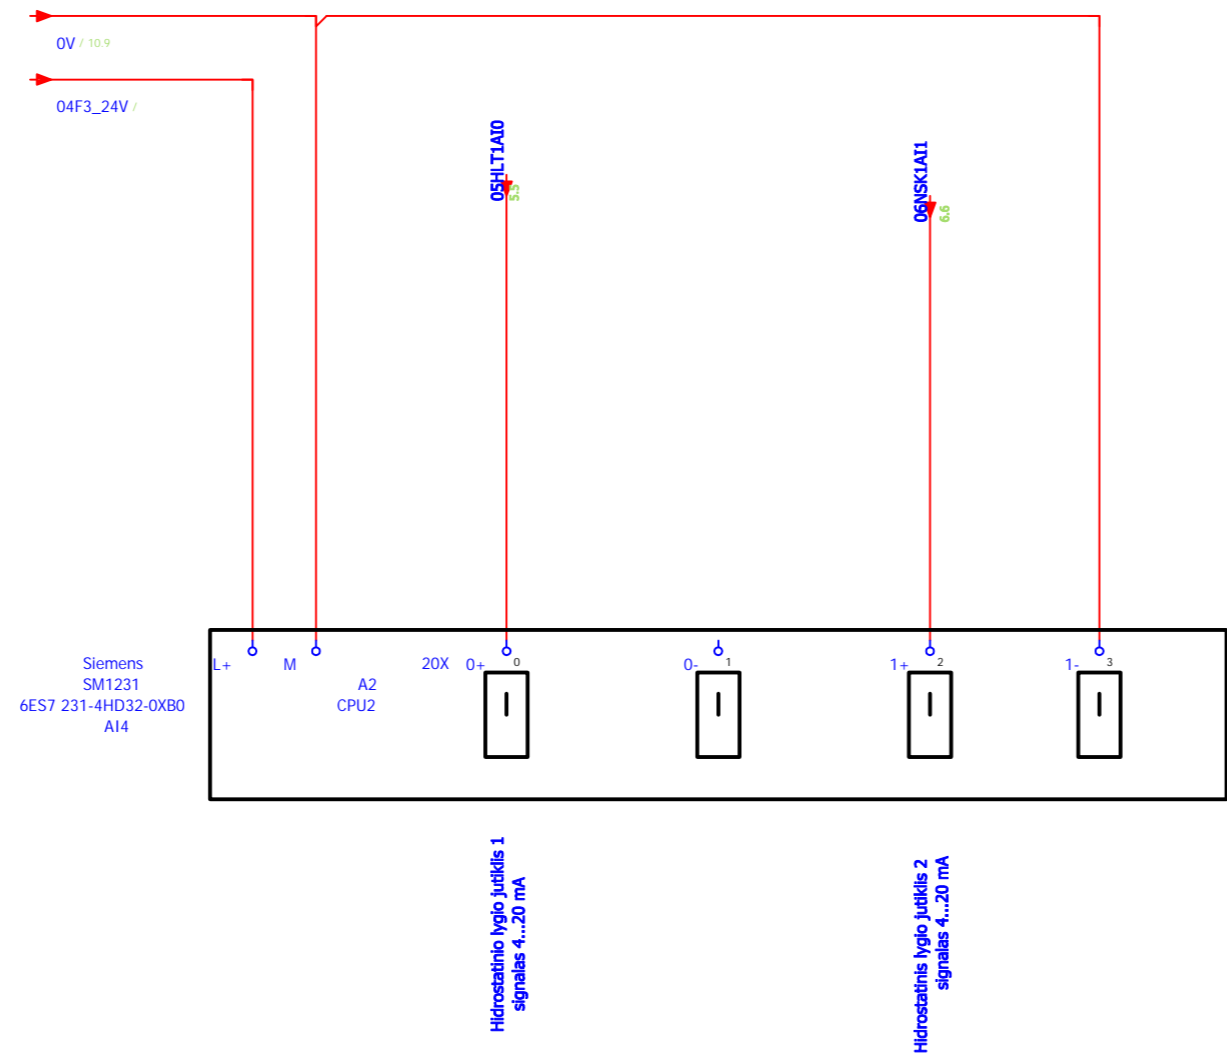 0V / 10.9
04F3_24V /
05HLT1AI0
5.5
06NSK1AI1
6.6
Siemens
SM1231
6ES7 231-4HD32-0XB0
AI4
L+
M
A2
CPU2
20X
0+
0
0-
1
1+
2
1-
3
Hidrostatinio lygio jutiklis 1
signalas 4...20 mA
Hidrostatinis lygio jutiklis 2
signalas 4...20 mA